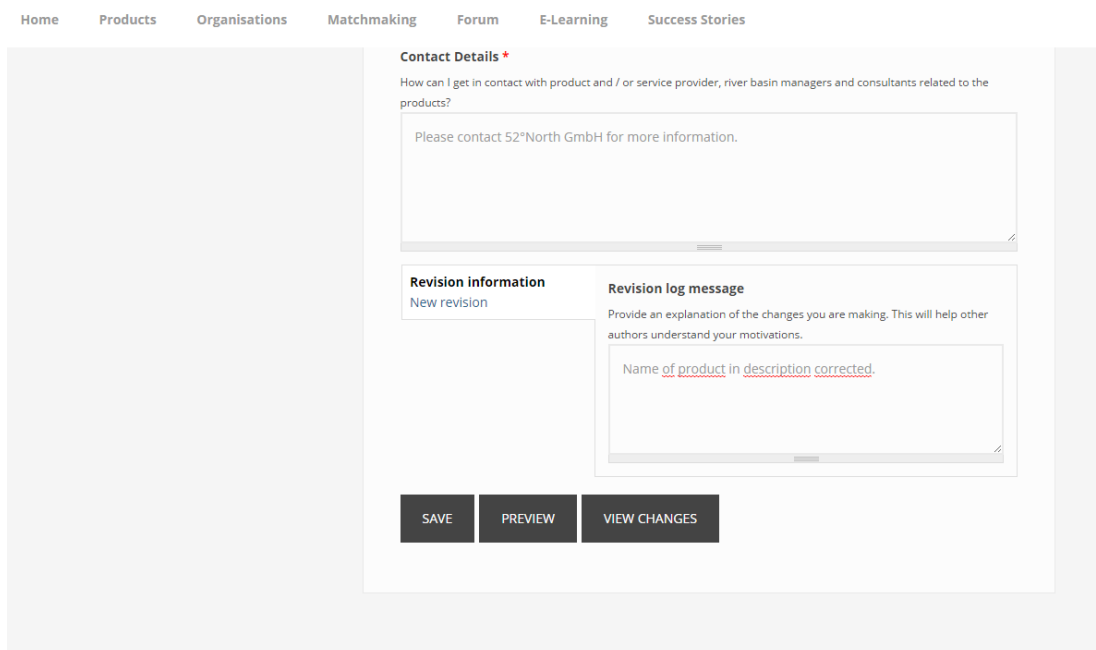 Home Products Organisations Matchmaking Forum E-Learning Success Stories
Contact Details *
How can I get in contact with product and / or service provider, river basin managers and consultants related to the
products?
Please contact 52°North GmbH for more information.
Revision information
New revision
Revision log message
Provide an explanation of the changes you are making. This will help other
authors understand your motivations.
Name of product in description corrected.
SAVE PREVIEW VIEW CHANGES